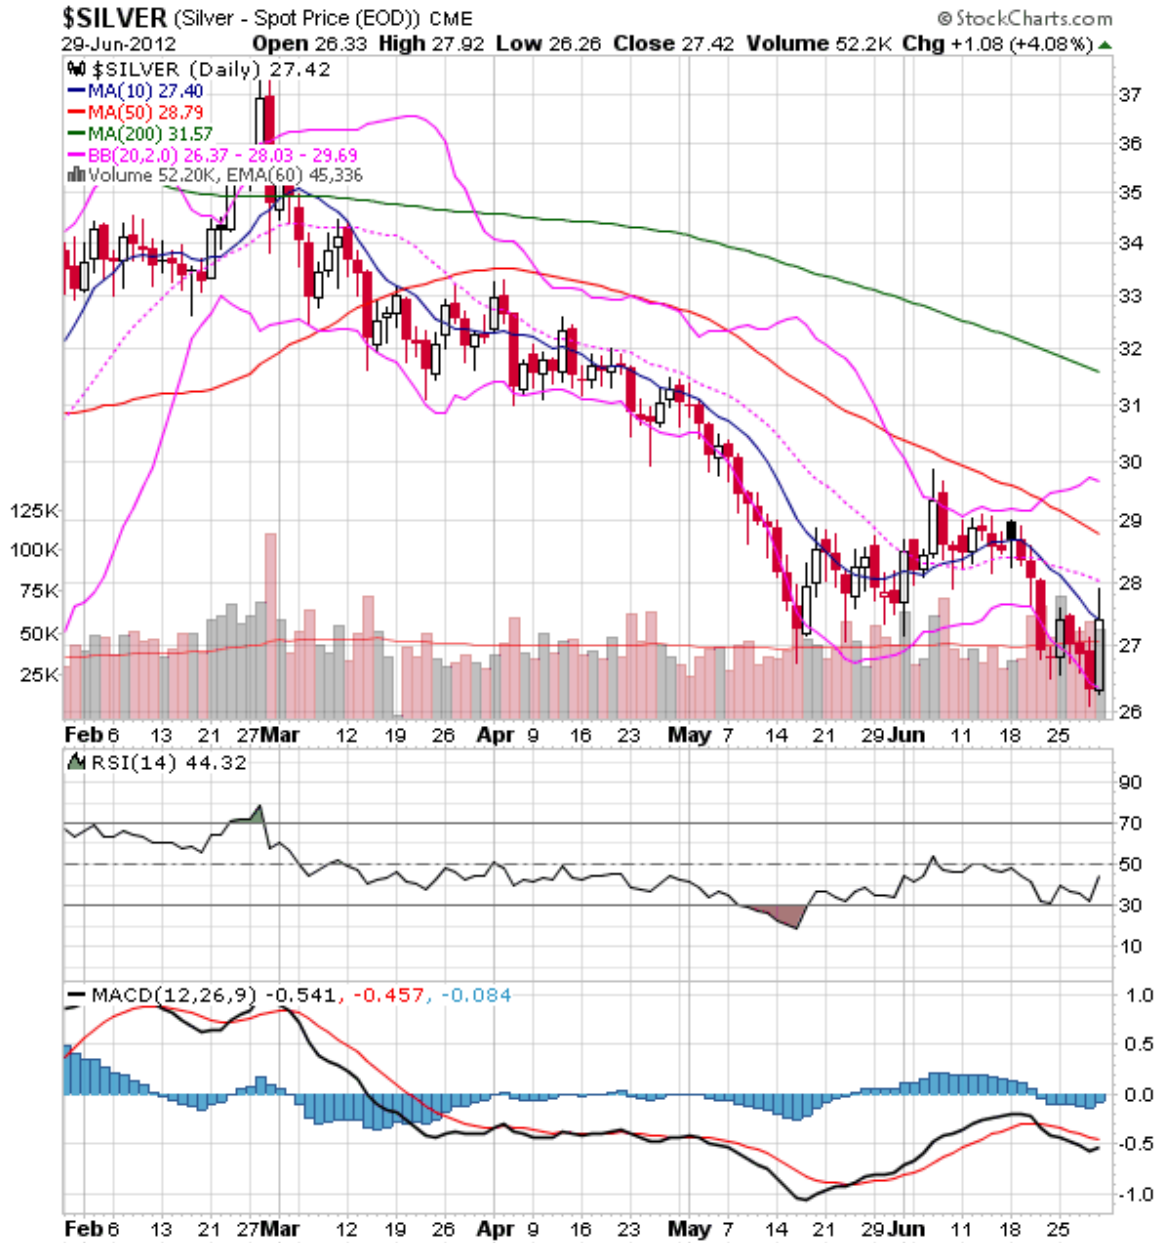 $SILVER (Silver - Spot Price (EOD)) CME © StockCharts.com
29-Jun-2012 Open 26.33 High 27.92 Low 26.26 Close 27.42 Volume 52.2K Chg +1.08 (+4.08%)
$SILVER (Daily) 27.42
MA(10) 27.40
MA(50) 28.79
MA(200) 31.57
BB(20,2.0) 26.37 - 28.03 - 29.69
Volume 52.20K, EMA(60) 45,336
37
36
35
34
33
32
31
30
29
28
27
26
125K
100K
75K
50K
25K
Feb 6 13 21 27 Mar 12 19 26 Apr 9 16 23 May 7 14 21 29 Jun 11 18 25
RSI(14) 44.32
90
70
50
30
10
MACD(12,26,9) -0.541, -0.457, -0.084
1.0
0.5
0.0
-0.5
-1.0
Feb 6 13 21 27 Mar 12 19 26 Apr 9 16 23 May 7 14 21 29 Jun 11 18 25